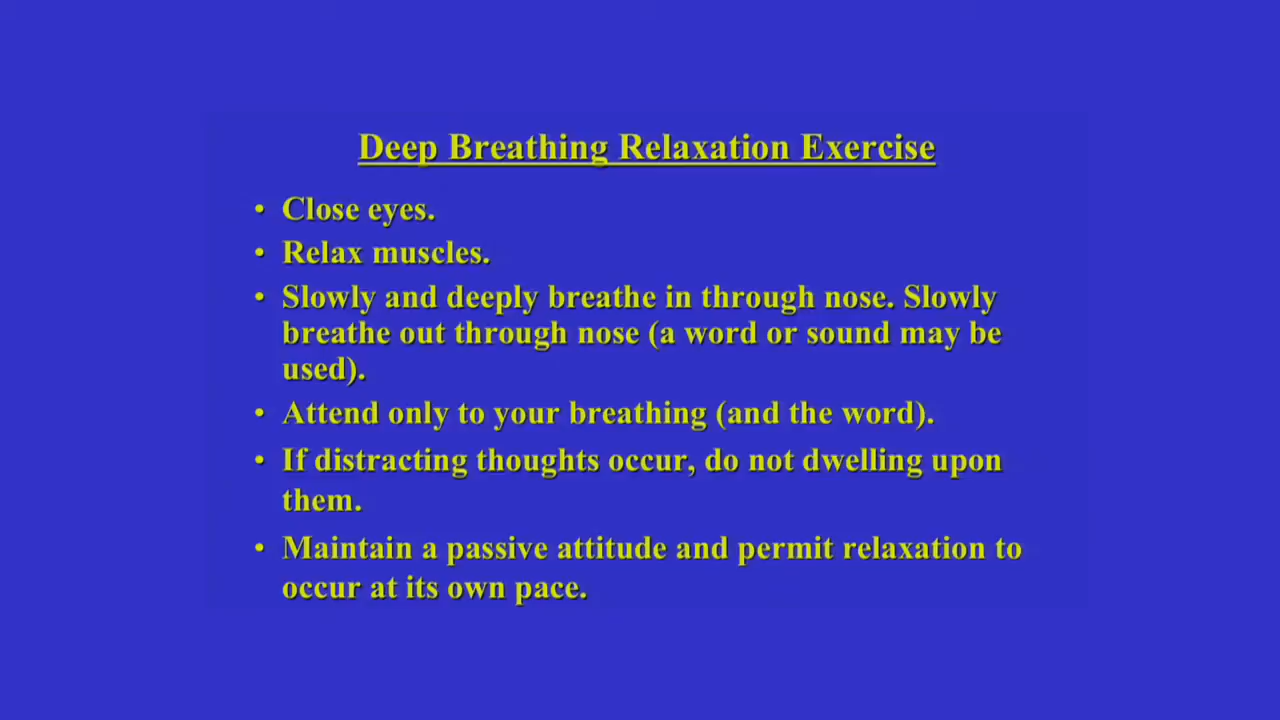 Deep Breathing Relaxation Exercise
• Close eyes.
• Relax muscles.
• Slowly and deeply breathe in through nose. Slowly
breathe out through nose (a word or sound may be
used).
• Attend only to your breathing (and the word).
• If distracting thoughts occur, do not dwelling upon
them.
• Maintain a passive attitude and permit relaxation to
occur at its own pace.